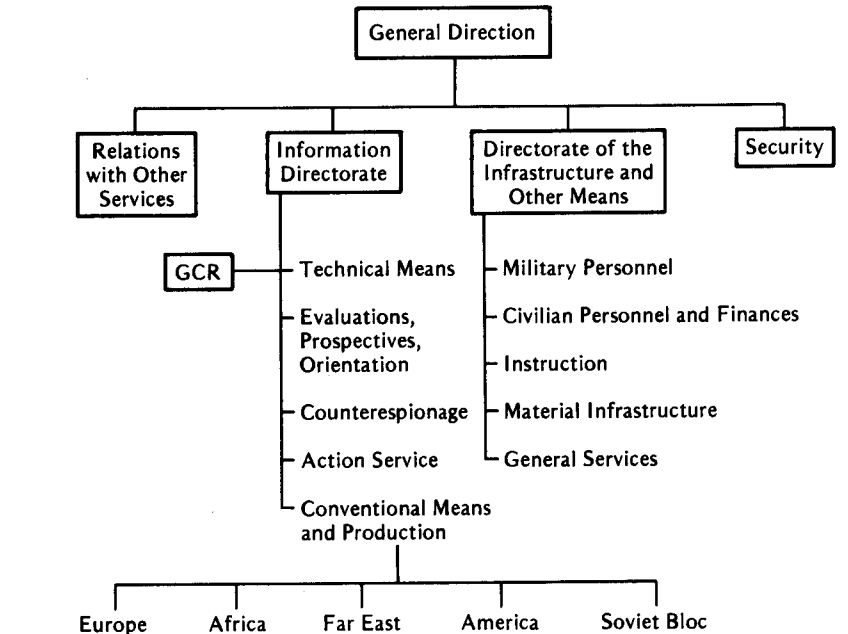 General Direction
Relations
with Other
Services
Information
Directorate
Directorate of the
Infrastructure and
Other Means
Security
GCR
Technical Means
Evaluations,
Prospectives,
Orientation
Counterespionage
Action Service
Conventional Means
and Production
Military Personnel
Civilian Personnel and Finances
Instruction
Material Infrastructure
General Services
Europe
Africa
Far East
America
Soviet Bloc